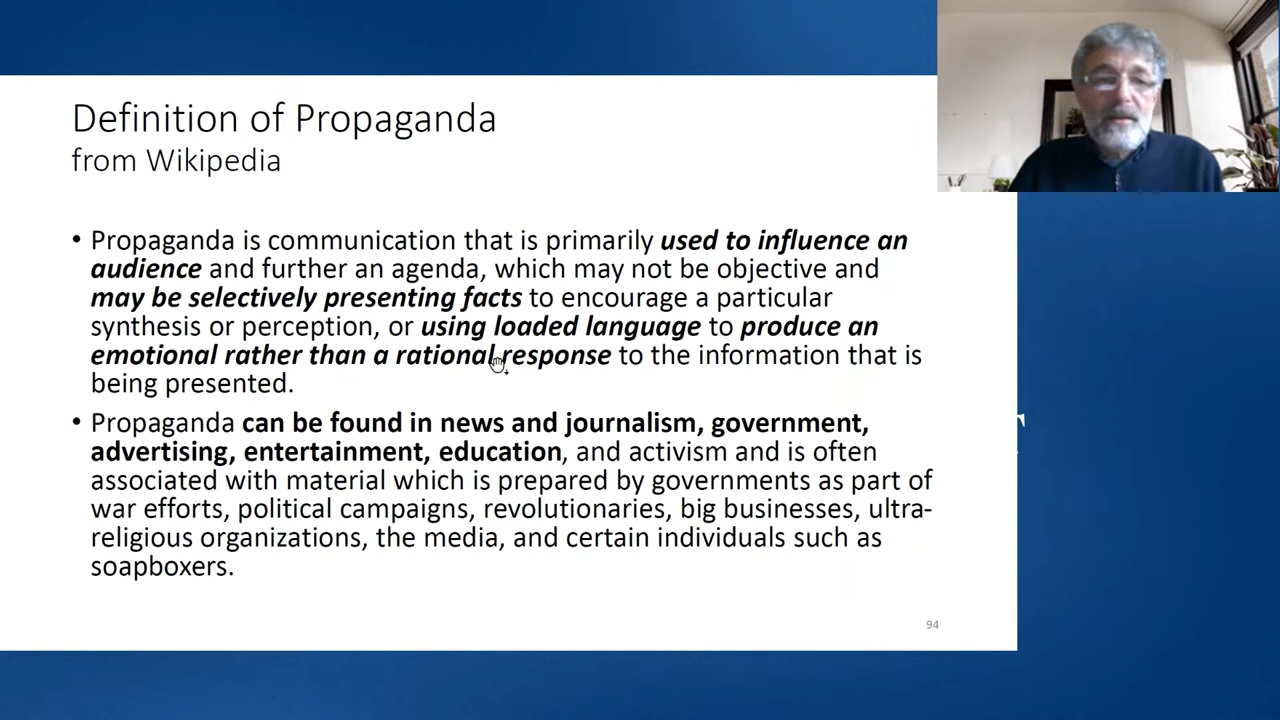 Definition of Propaganda
from Wikipedia
• Propaganda is communication that is primarily used to influence an
audience and further an agenda, which may not be objective and
may be selectively presenting facts to encourage a particular
synthesis or perception, or using loaded language to produce an
emotional rather than a rational response to the information that is
being presented.
• Propaganda can be found in news and journalism, government,
advertising, entertainment, education, and activism and is often
associated with material which is prepared by governments as part of
war efforts, political campaigns, revolutionaries, big businesses, ultra-
religious organizations, the media, and certain individuals such as
soapboxers.
94